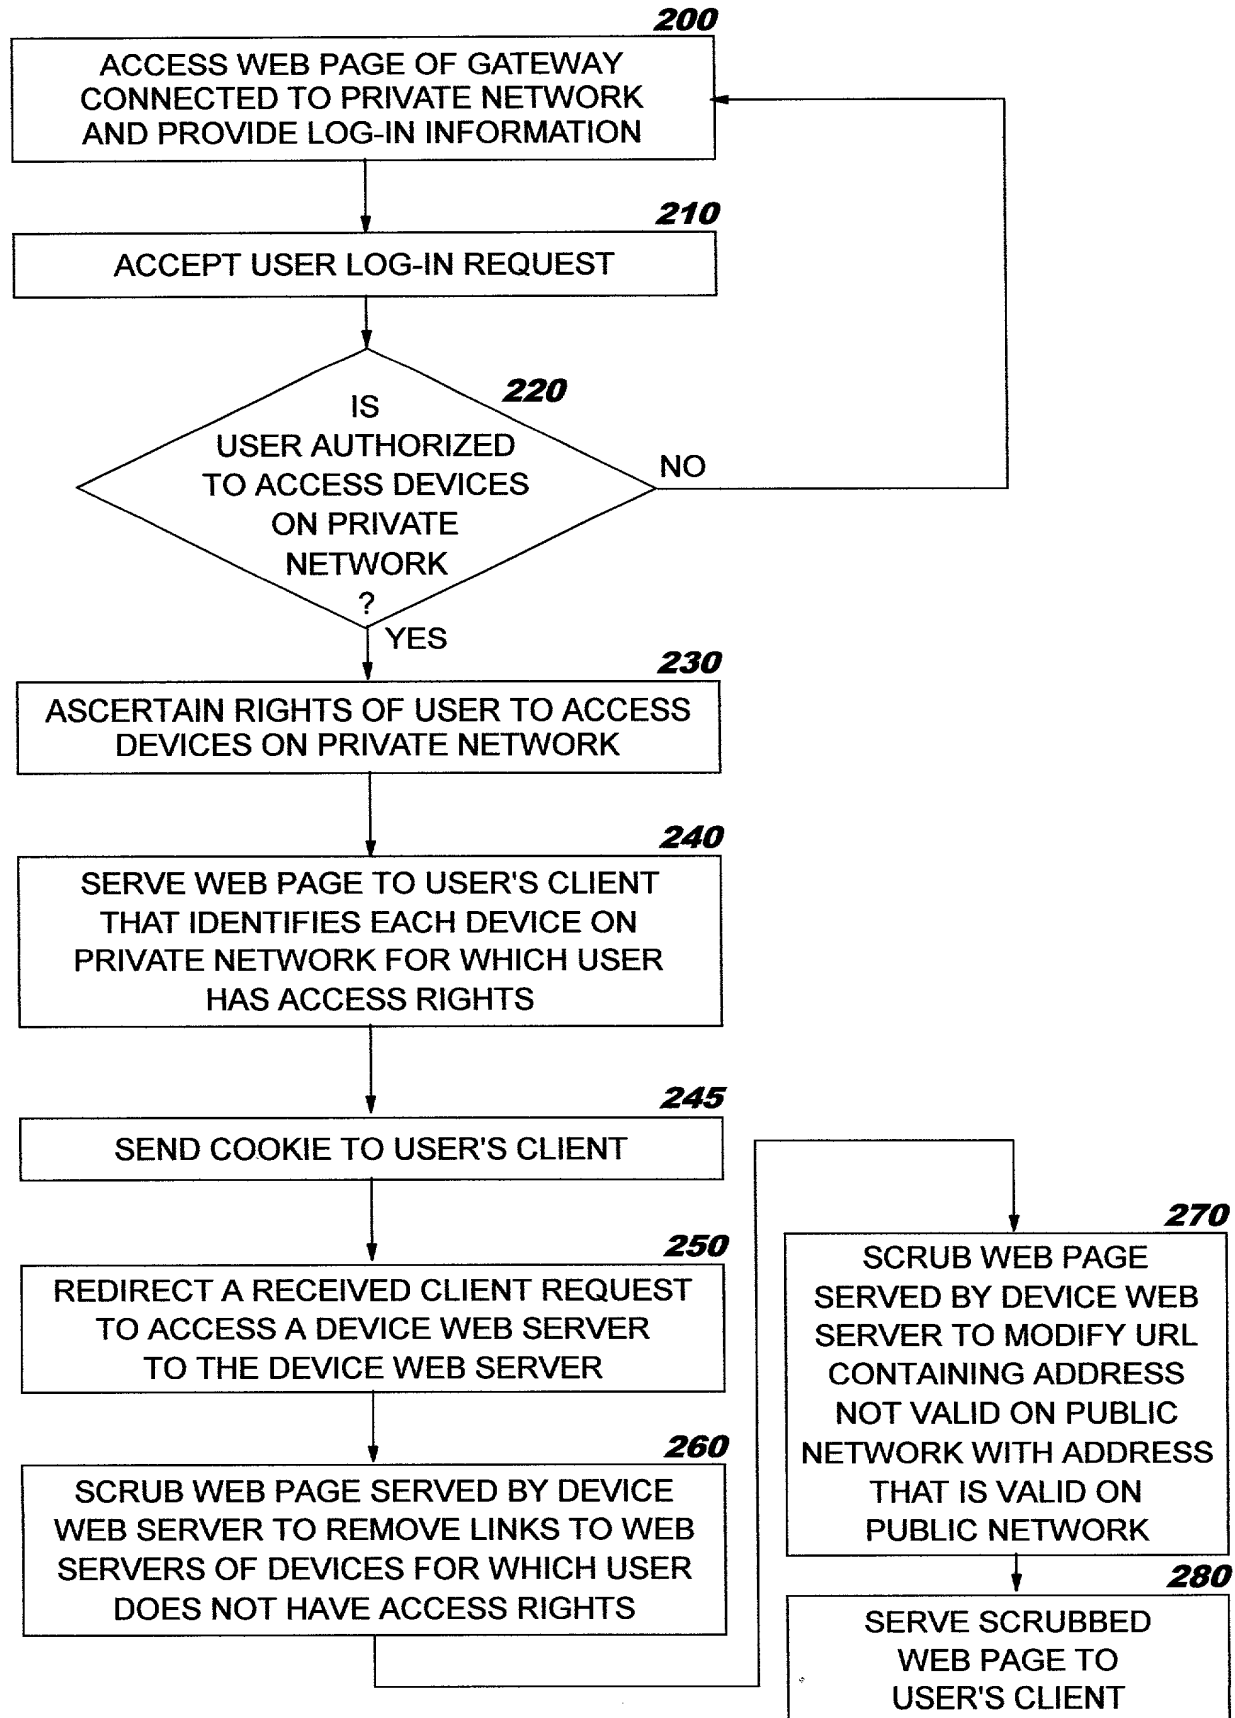 200
ACCESS WEB PAGE OF GATEWAY
CONNECTED TO PRIVATE NETWORK
AND PROVIDE LOG-IN INFORMATION
210
ACCEPT USER LOG-IN REQUEST
220
IS
USER AUTHORIZED
TO ACCESS DEVICES
ON PRIVATE
NETWORK
?
NO
YES
230
ASCERTAIN RIGHTS OF USER TO ACCESS
DEVICES ON PRIVATE NETWORK
240
SERVE WEB PAGE TO USER'S CLIENT
THAT IDENTIFIES EACH DEVICE ON
PRIVATE NETWORK FOR WHICH USER
HAS ACCESS RIGHTS
245
SEND COOKIE TO USER'S CLIENT
250
REDIRECT A RECEIVED CLIENT REQUEST
TO ACCESS A DEVICE WEB SERVER
TO THE DEVICE WEB SERVER
260
SCRUB WEB PAGE SERVED BY DEVICE
WEB SERVER TO REMOVE LINKS TO WEB
SERVERS OF DEVICES FOR WHICH USER
DOES NOT HAVE ACCESS RIGHTS
270
SCRUB WEB PAGE
SERVED BY DEVICE WEB
SERVER TO MODIFY URL
CONTAINING ADDRESS
NOT VALID ON PUBLIC
NETWORK WITH ADDRESS
THAT IS VALID ON
PUBLIC NETWORK
280
SERVE SCRUBBED
WEB PAGE TO
USER'S CLIENT